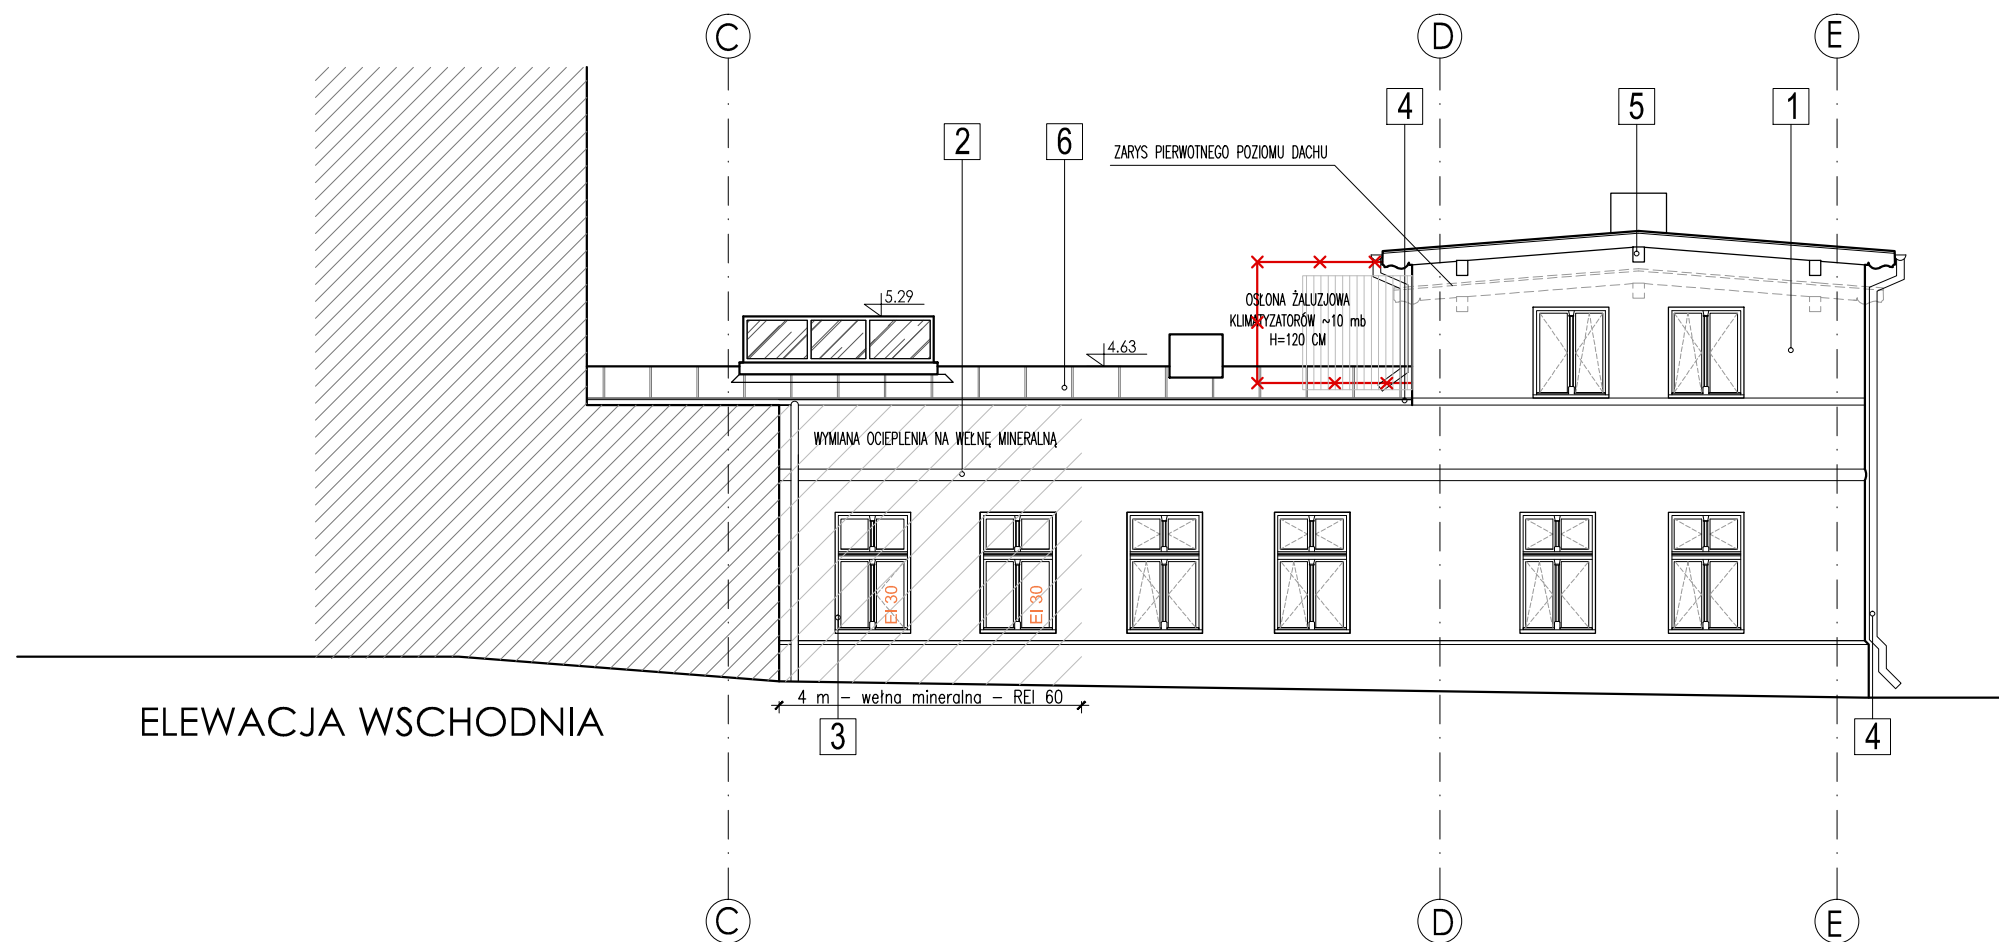 C
D
E
4
5
1
2
6
ZARYS PIERWOTNEGO POZIOMU DACHU
5.29
OSŁONA ŻALUZJOWA
KLIMATYZATORÓW ~10 mb
H=120 CM
4.63
WYMIANA OCIEPLENIA NA WEŁNĘ MINERALNĄ
EI 30
EI 30
4 m – wełna mineralna – REI 60
ELEWACJA WSCHODNIA
3
4
C
D
E